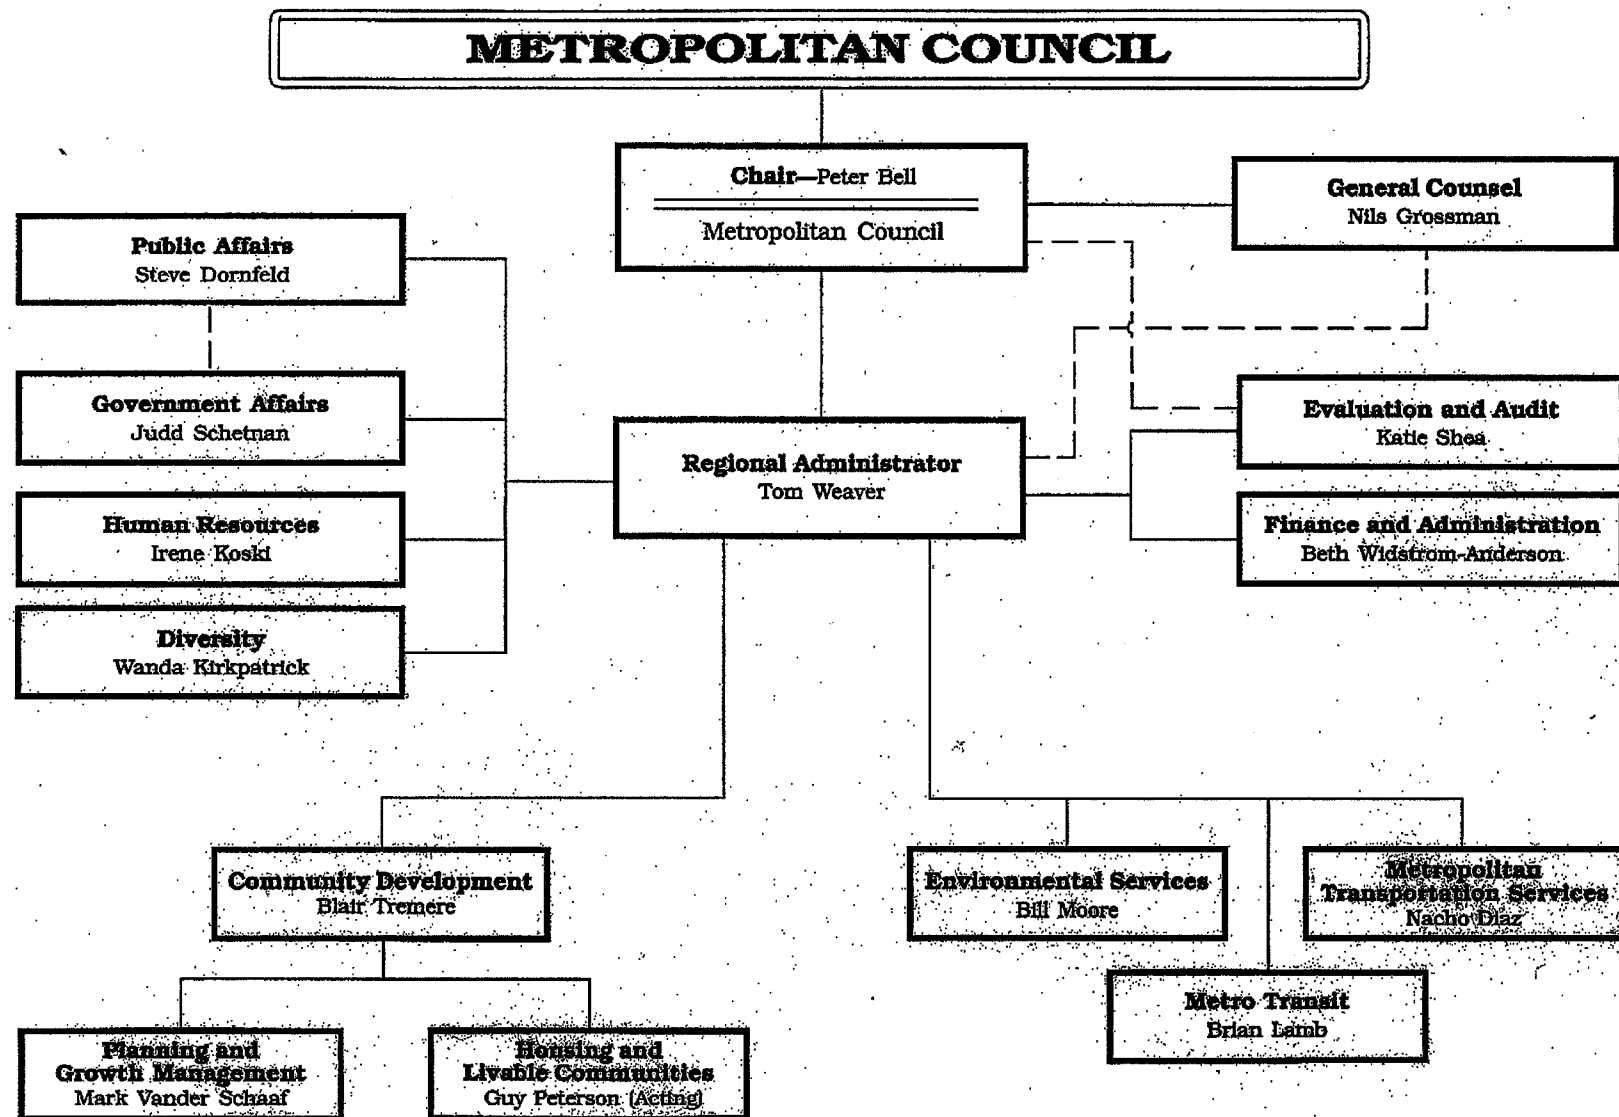 METROPOLITAN COUNCIL
Chair—Peter Bell
Metropolitan Council
General Counsel
Nils Grossman
Public Affairs
Steve Dornfeld
Government Affairs
Judd Schetnan
Evaluation and Audit
Katie Shea
Regional Administrator
Tom Weaver
Human Resources
Irene Koski
Finance and Administration
Beth Widstrom-Anderson
Diversity
Wanda Kirkpatrick
Community Development
Blair Tremere
Environmental Services
Bill Moore
Metropolitan
Transportation Services
Nacho Diaz
Metro Transit
Brian Lamb
Planning and
Growth Management
Mark Vander Schaaf
Housing and
Livable Communities
Guy Peterson (Acting)